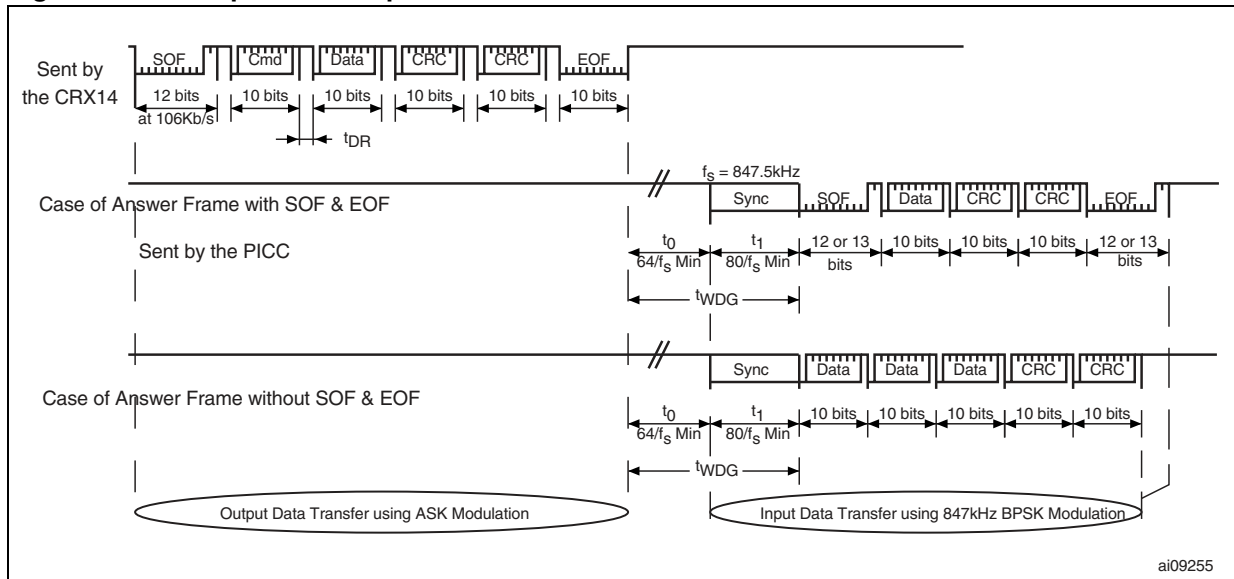 SOF Cmd Data CRC CRC EOF
Sent by
the CRX14
12 bits 10 bits 10 bits 10 bits 10 bits 10 bits
at 106Kb/s
tDR
fs = 847.5kHz
Sync SOF Data CRC CRC EOF
Case of Answer Frame with SOF & EOF
Sent by the PICC
t0 t1 12 or 13 10 bits 10 bits 10 bits 12 or 13
64/fs Min 80/fs Min bits bits
tWDG
Sync Data Data Data CRC CRC
Case of Answer Frame without SOF & EOF
t0 t1 10 bits 10 bits 10 bits 10 bits 10 bits
64/fs Min 80/fs Min
tWDG
Output Data Transfer using ASK Modulation Input Data Transfer using 847kHz BPSK Modulation
ai09255